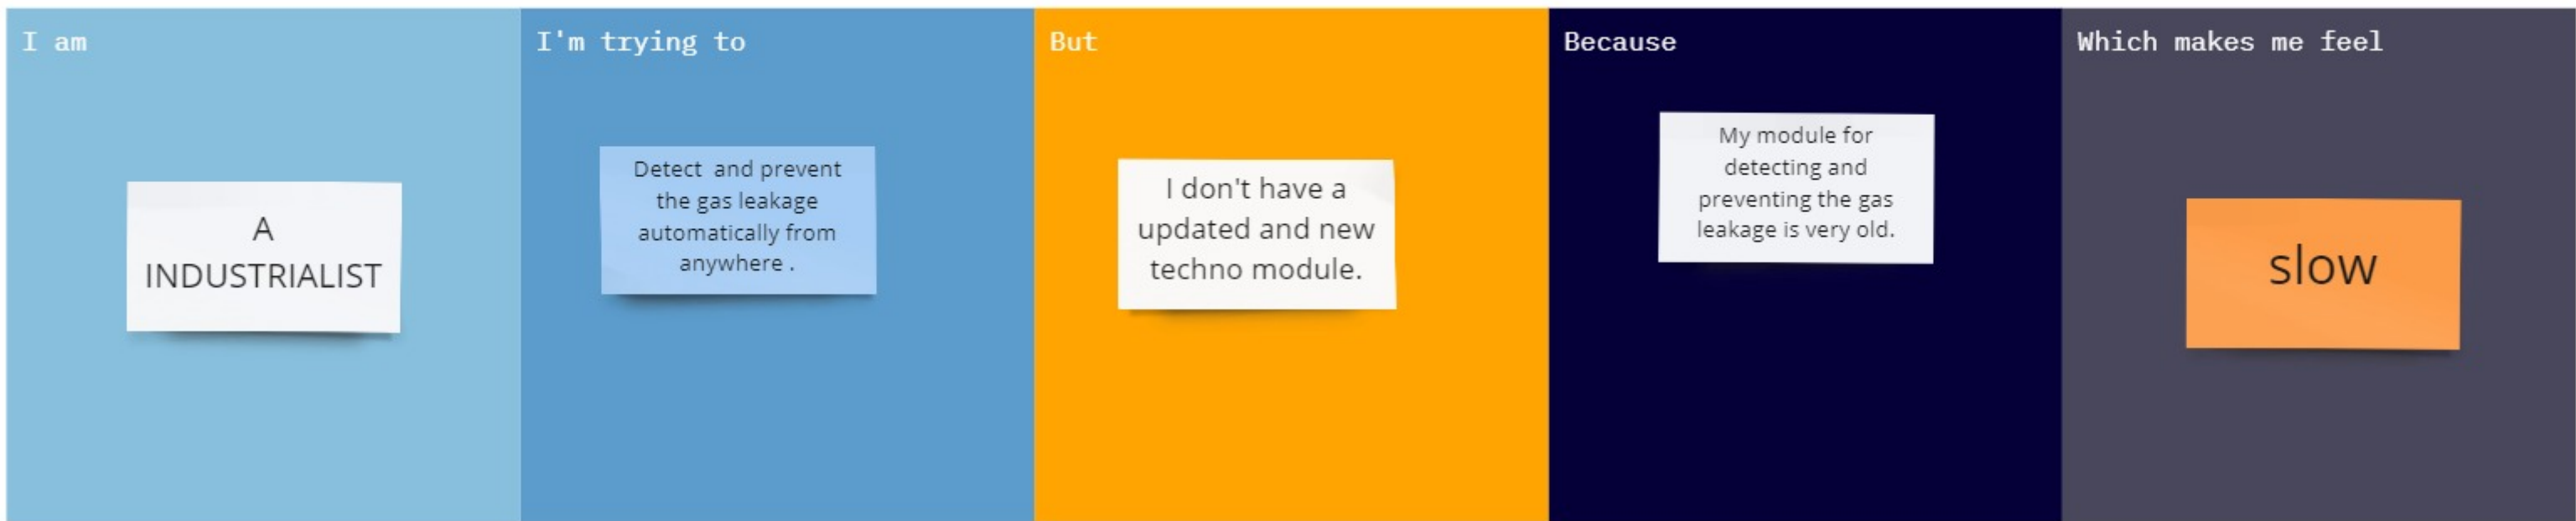 I am
A
INDUSTRIALIST
I'm trying to
Detect  and prevent
the gas leakage
automatically from
anywhere .
But
I don't have a
updated and new
techno module.
Because
My module for
detecting and
preventing the gas
leakage is very old.
Which makes me feel
slow